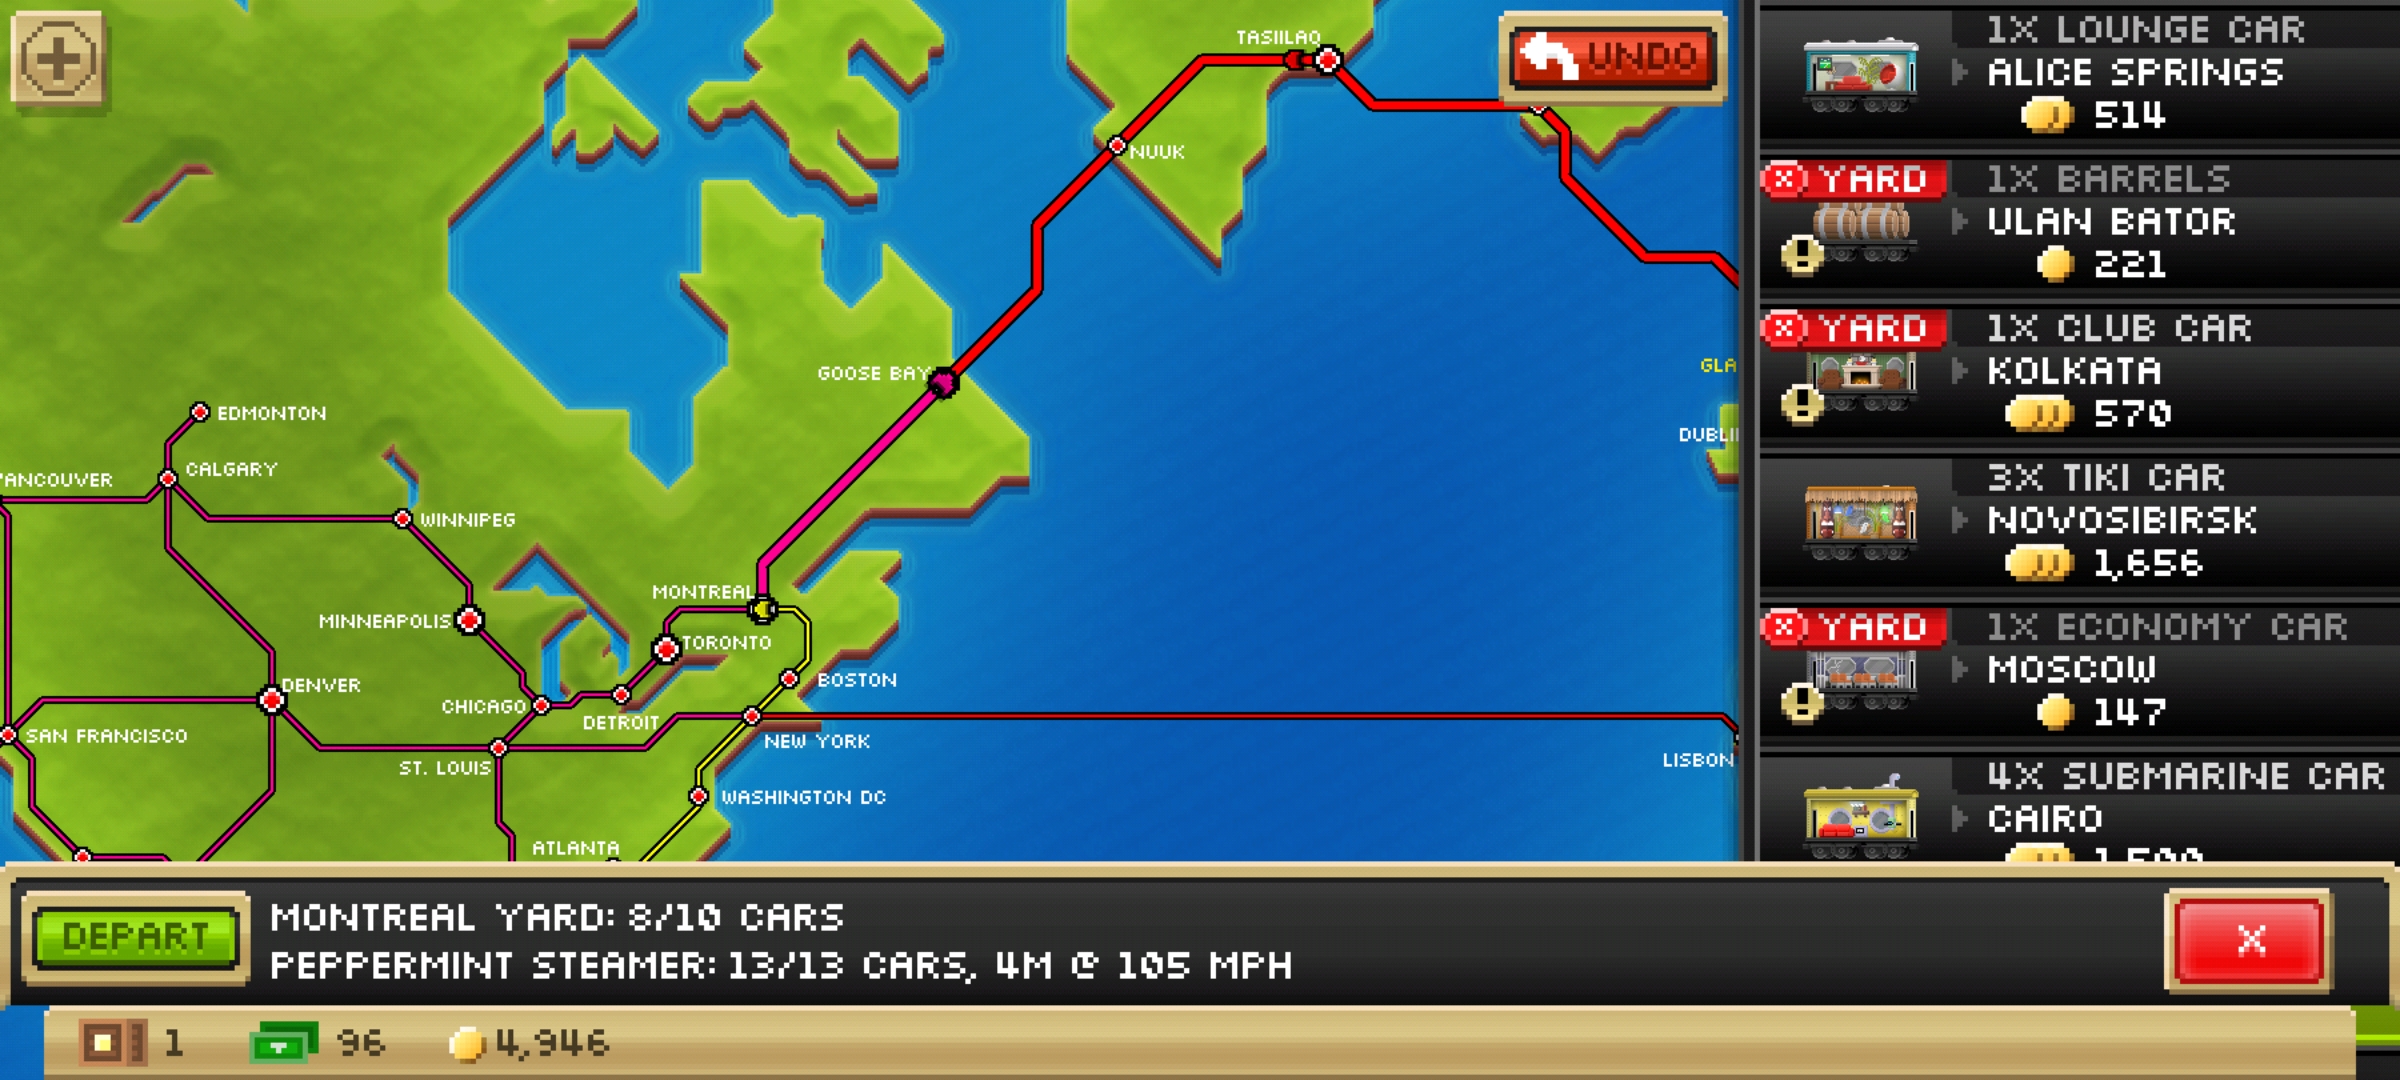 TASIILAQ
UNDO
NUUK
GOOSE BAY
GLA
DUBLI
EDMONTON
CALGARY
VANCOUVER
WINNIPEG
MONTREAL
MINNEAPOLIS
TORONTO
DENVER
BOSTON
CHICAGO
DETROIT
SAN FRANCISCO
NEW YORK
ST. LOUIS
LISBON
WASHINGTON DC
ATLANTA
1X LOUNGE CAR
ALICE SPRINGS
514
YARD
1X BARRELS
ULAN BATOR
221
YARD
1X CLUB CAR
KOLKATA
570
3X TIKI CAR
NOVOSIBIRSK
1,656
YARD
1X ECONOMY CAR
MOSCOW
147
4X SUBMARINE CAR
CAIRO
DEPART
MONTREAL YARD: 8/10 CARS
PEPPERMINT STEAMER: 13/13 CARS, 4M @ 105 MPH
X
1
96
4,946